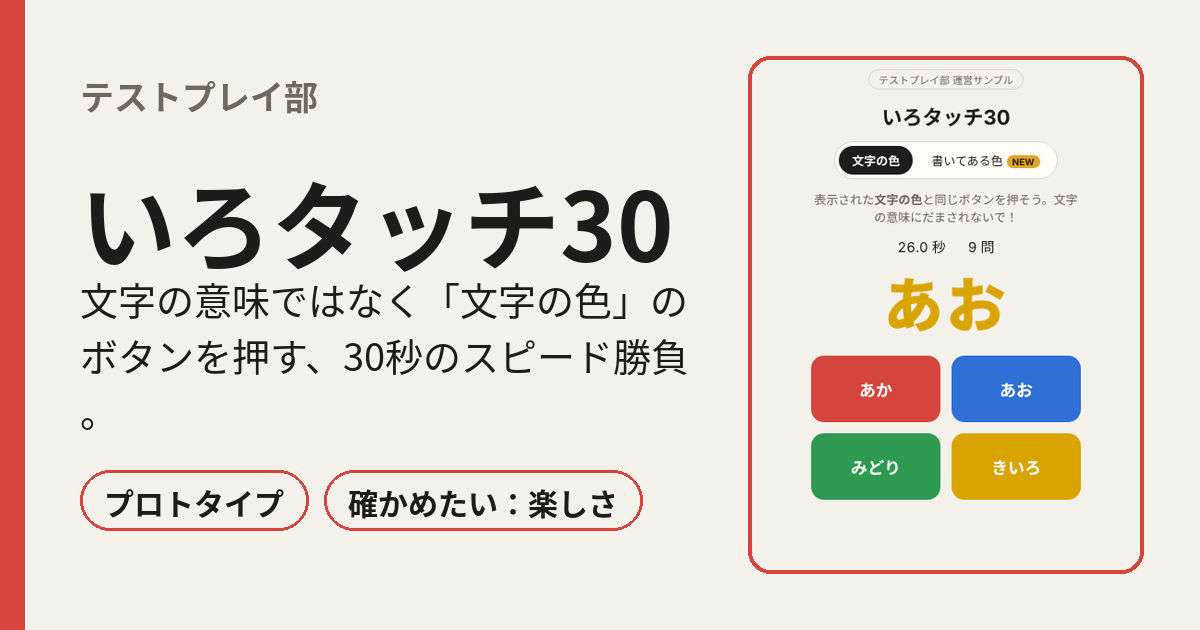 テストプレイ部
いろタッチ30
文字の意味ではなく「文字の色」の
ボタンを押す、30秒のスピード勝負
。
プロトタイプ
確かめたい：楽しさ
テストプレイ部 運営サンプル
いろタッチ30
文字の色 書いてある色 NEW
表示された文字の色と同じボタンを押そう。文字
の意味にだまされないで！
26.0 秒 9 問
あお
あか あお
みどり きいろ